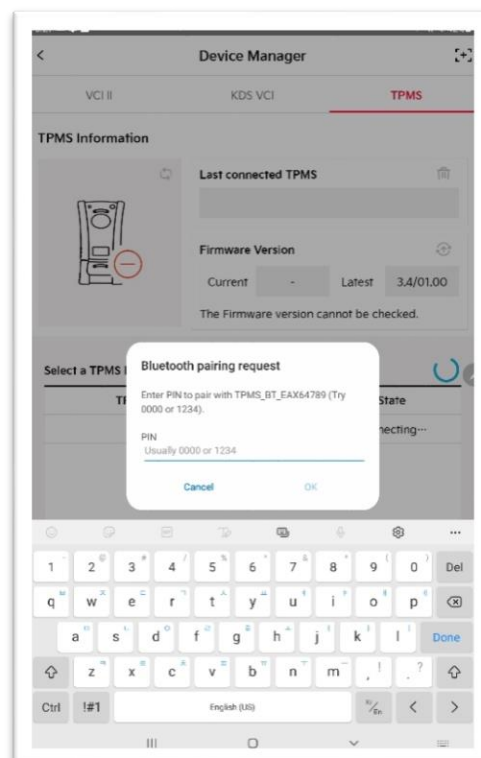 Device Manager
VCI II
KDS VCI
TPMS
TPMS Information
Last connected TPMS
Firmware Version
Current
-
Latest
3.4/01.00
The Firmware version cannot be checked.
Select a TPMS
State
necting···
Bluetooth pairing request
Enter PIN to pair with TPMS_BT_EAX64789 (Try
0000 or 1234).
PIN
Usually 0000 or 1234
Cancel
OK
1 2 3 4 5 6 7 8 9 0 Del
q w e r t y u i o p
a s d f g h j k l Done
z x c v b n m , ! . ?
Ctrl !#1 English (US) < >